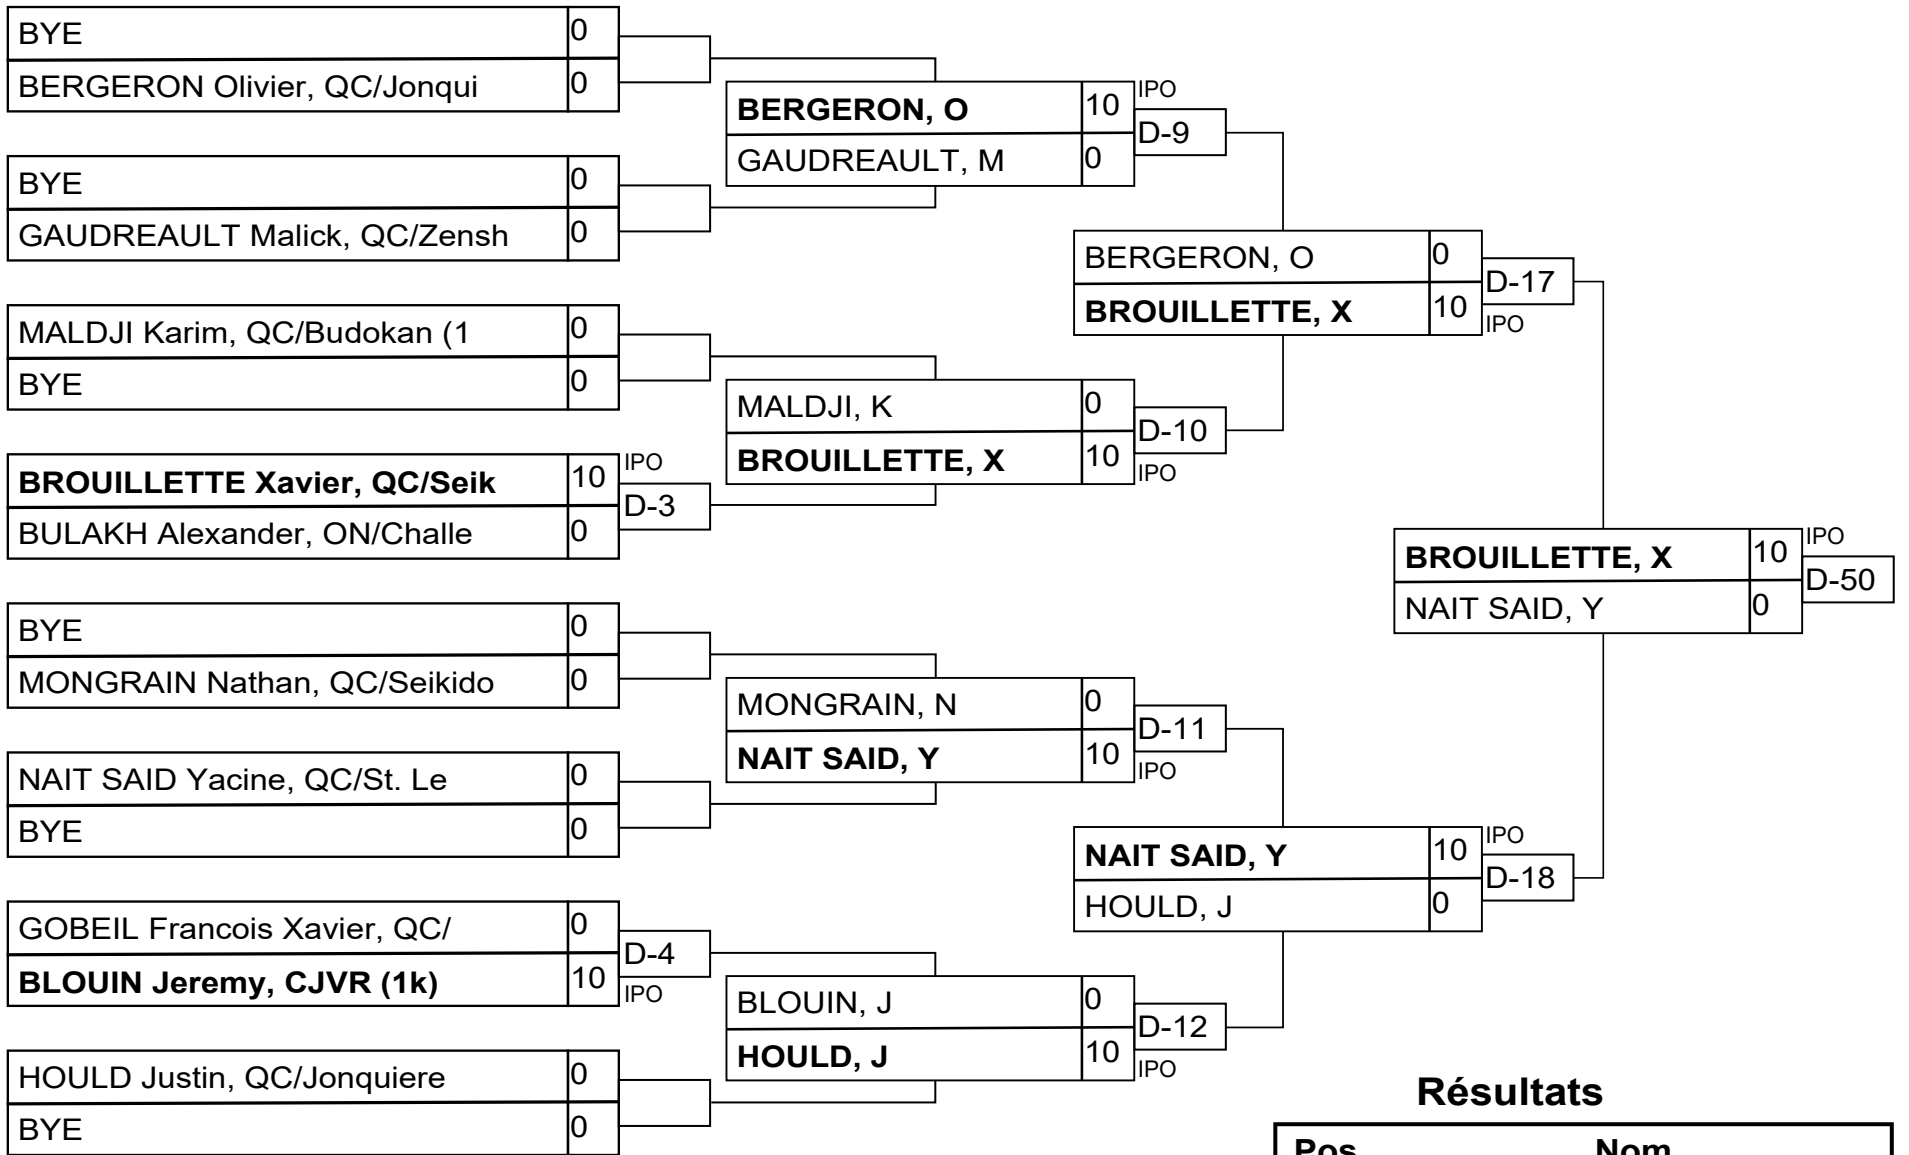 BYE 0
BERGERON Olivier, QC/Jonqui 0
BYE 0
GAUDREAULT Malick, QC/Zensh 0
MALDJI Karim, QC/Budokan (1 0
BYE 0
BROUILLETTE Xavier, QC/Seik 10 IPO
D-3
BULAKH Alexander, ON/Challe 0
BYE 0
MONGRAIN Nathan, QC/Seikido 0
NAIT SAID Yacine, QC/St. Le 0
BYE 0
GOBEIL Francois Xavier, QC/ 0
D-4
BLOUIN Jeremy, CJVR (1k) 10 IPO
HOULD Justin, QC/Jonquiere 0
BYE 0
BERGERON, O 10 IPO
D-9
GAUDREAULT, M 0
MALDJI, K 0
D-10
BROUILLETTE, X 10 IPO
MONGRAIN, N 0
D-11
NAIT SAID, Y 10 IPO
BLOUIN, J 0
D-12
HOULD, J 10 IPO
BERGERON, O 0
D-17
BROUILLETTE, X 10 IPO
NAIT SAID, Y 10 IPO
D-18
HOULD, J 0
BROUILLETTE, X 10 IPO
D-50
NAIT SAID, Y 0
Résultats
Pos Nom